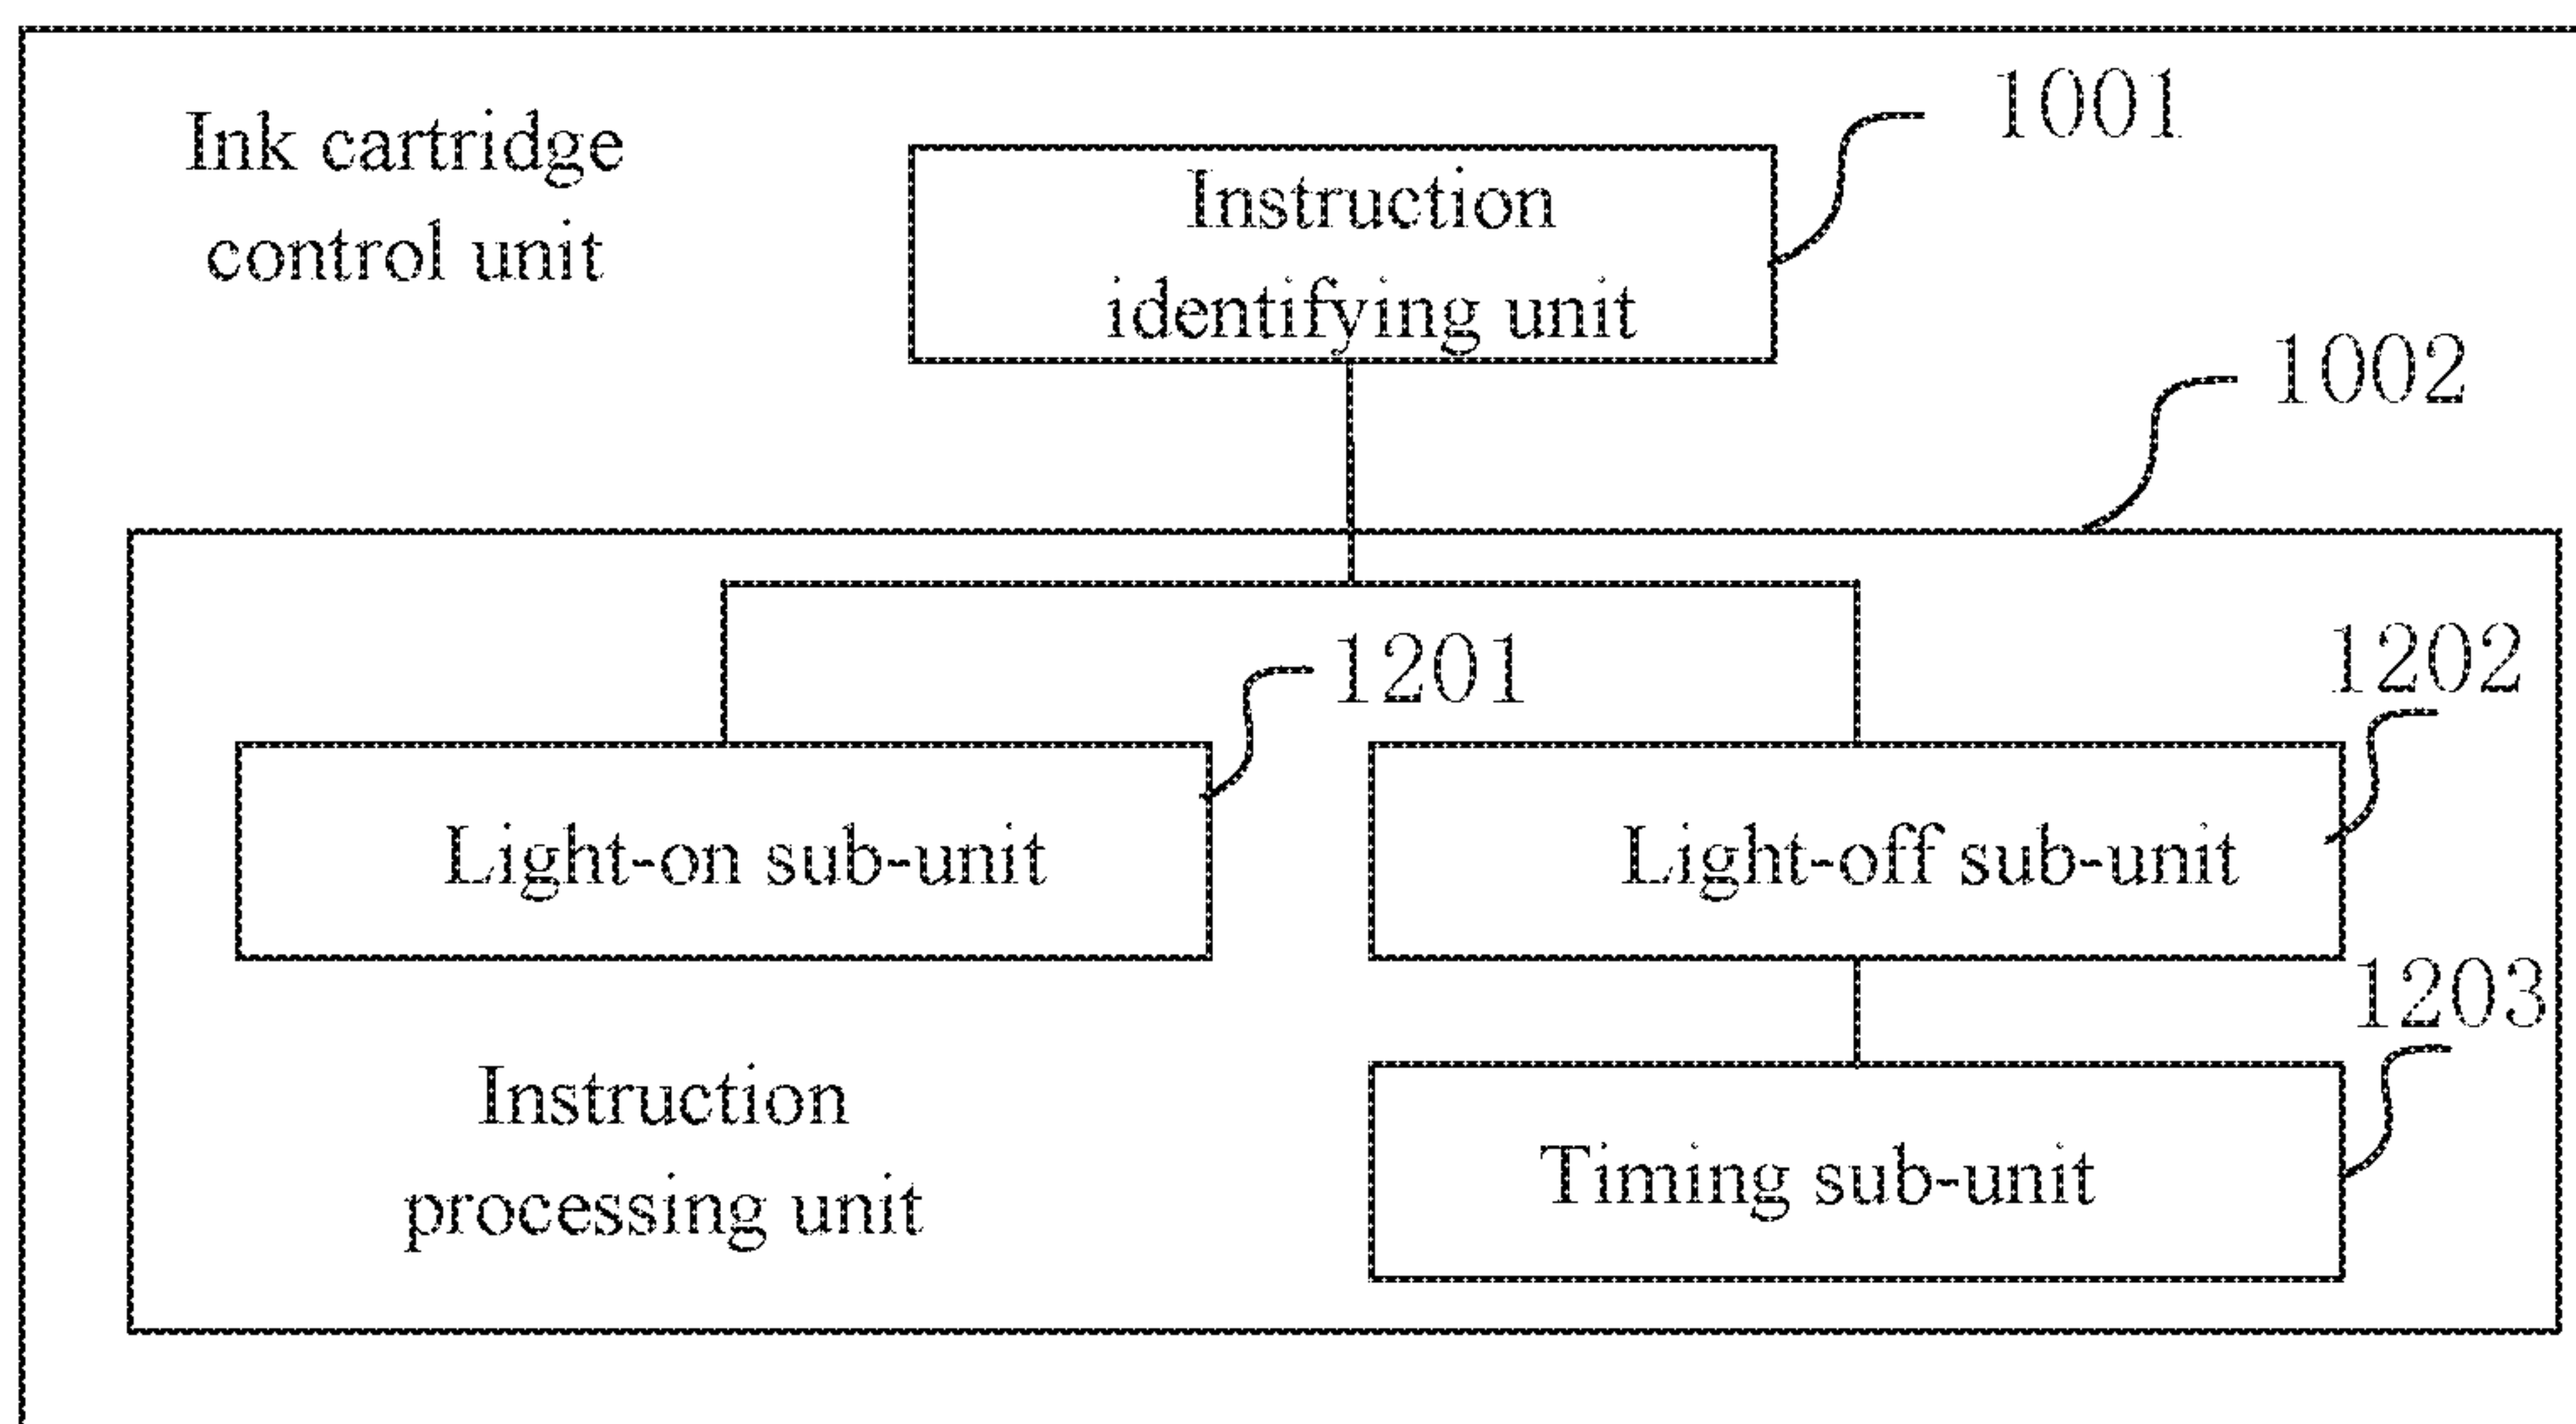 Ink cartridge
control unit
1001
Instruction
identifying unit
1002
1201
1202
Light-on sub-unit
Light-off sub-unit
1203
Instruction
processing unit
Timing sub-unit